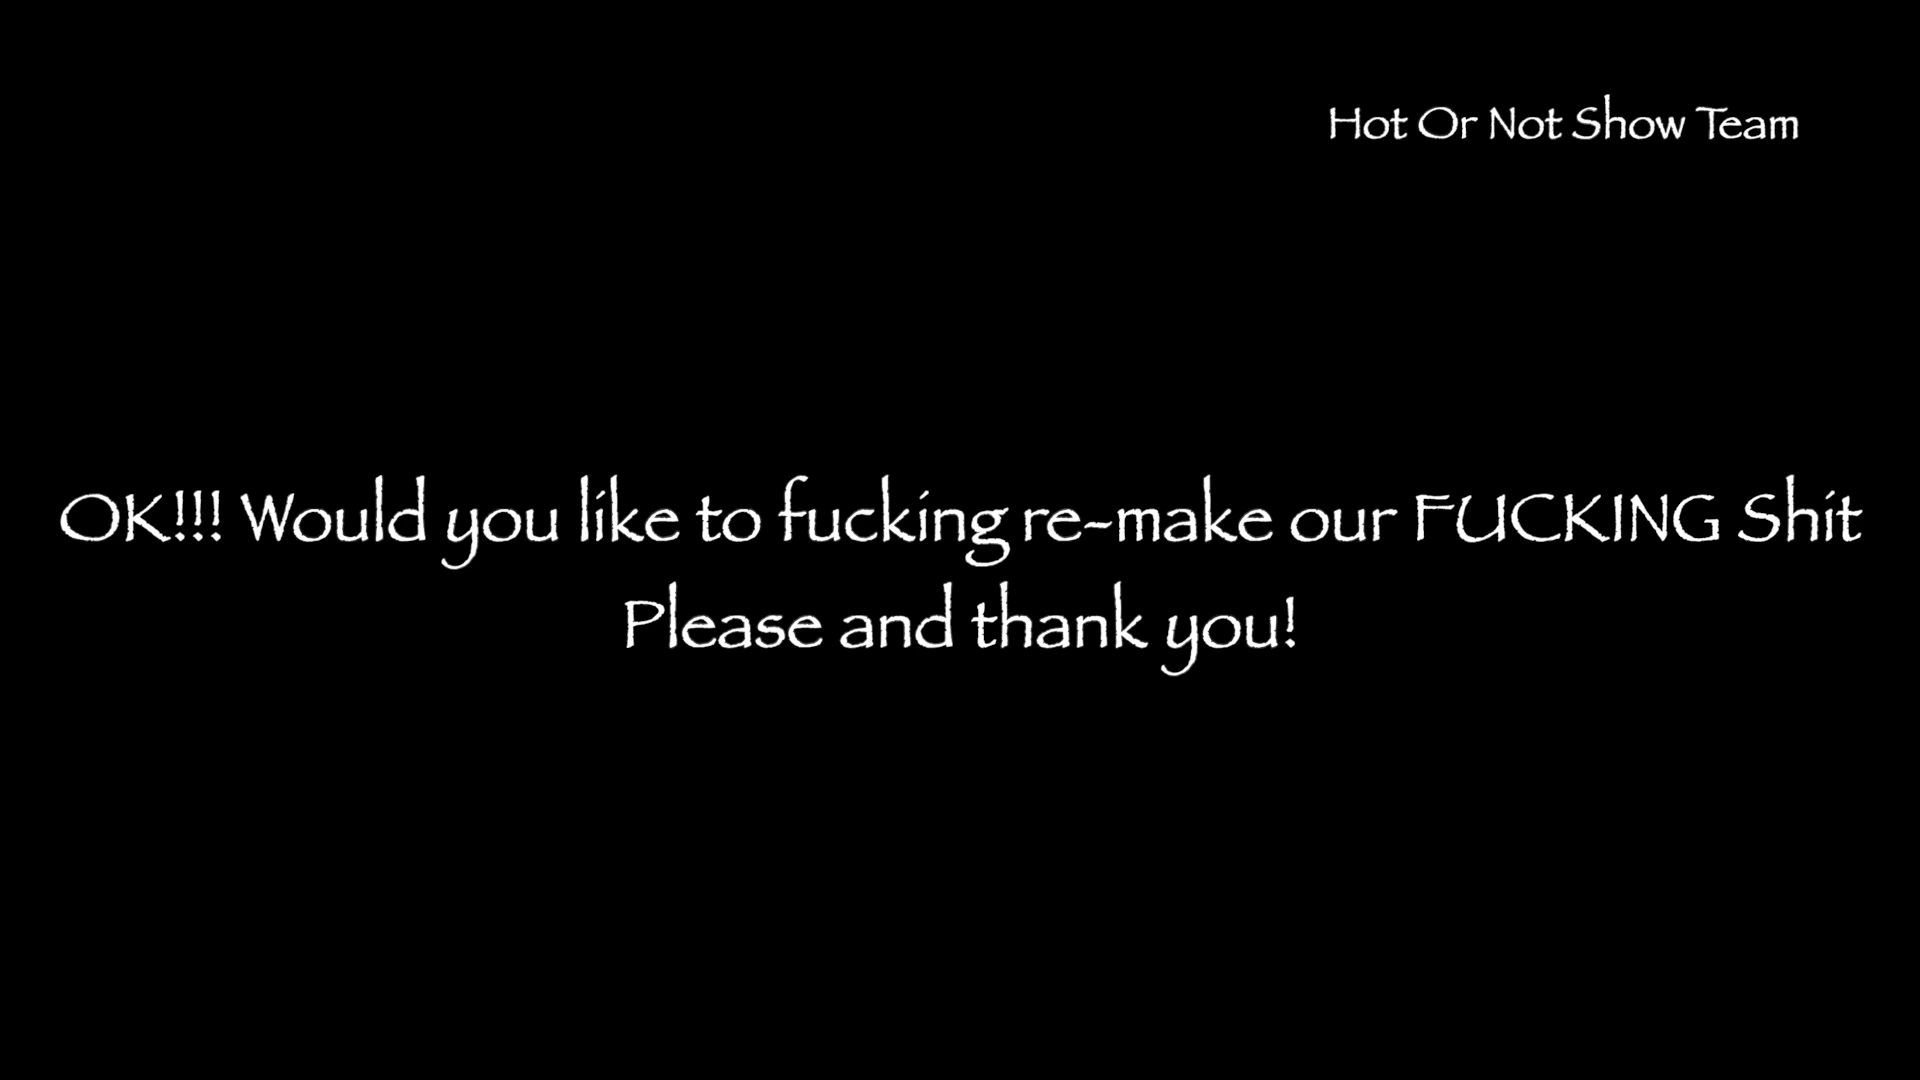 Hot Or Not Show Team
OK!!! Would you like to fucking re-make our FUCKING Shit
Please and thank you!